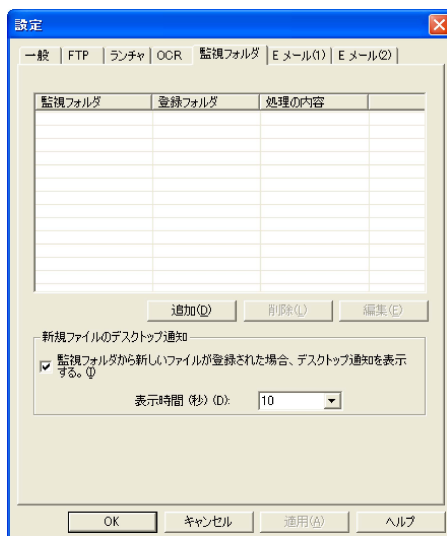 設定
一般 FTP ランチャ OCR 監視フォルダ Eメール(1) Eメール(2)
監視フォルダ 登録フォルダ 処理の内容
追加(D) 削除(L) 編集(E)
新規ファイルのデスクトップ通知
監視フォルダから新しいファイルが登録された場合、デスクトップ通知を表示
する。(I)
表示時間 (秒) (D): 10
OK キャンセル 適用(A) ヘルプ